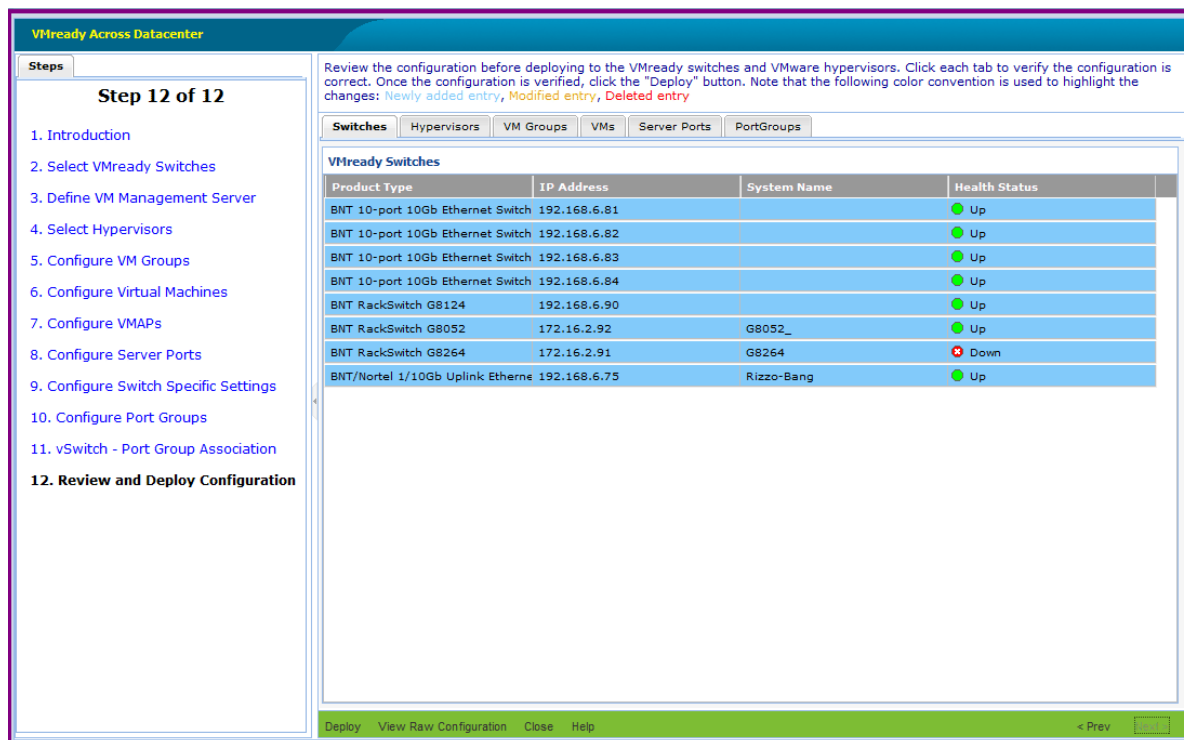 VMready Across Datacenter
Steps
Step 12 of 12
1. Introduction
2. Select VMready Switches
3. Define VM Management Server
4. Select Hypervisors
5. Configure VM Groups
6. Configure Virtual Machines
7. Configure VMAPs
8. Configure Server Ports
9. Configure Switch Specific Settings
10. Configure Port Groups
11. vSwitch - Port Group Association
12. Review and Deploy Configuration
Review the configuration before deploying to the VMready switches and VMware hypervisors. Click each tab to verify the configuration is
correct. Once the configuration is verified, click the "Deploy" button. Note that the following color convention is used to highlight the
changes: Newly added entry, Modified entry, Deleted entry
Switches Hypervisors VM Groups VMs Server Ports PortGroups
VMready Switches
Product Type IP Address System Name Health Status
BNT 10-port 10Gb Ethernet Switch 192.168.6.81 Up
BNT 10-port 10Gb Ethernet Switch 192.168.6.82 Up
BNT 10-port 10Gb Ethernet Switch 192.168.6.83 Up
BNT 10-port 10Gb Ethernet Switch 192.168.6.84 Up
BNT RackSwitch G8124 192.168.6.90 Up
BNT RackSwitch G8052 172.16.2.92 G8052_ Up
BNT RackSwitch G8264 172.16.2.91 G8264 Down
BNT/Nortel 1/10Gb Uplink Etherne 192.168.6.75 Rizzo-Bang Up
Deploy View Raw Configuration Close Help < Prev